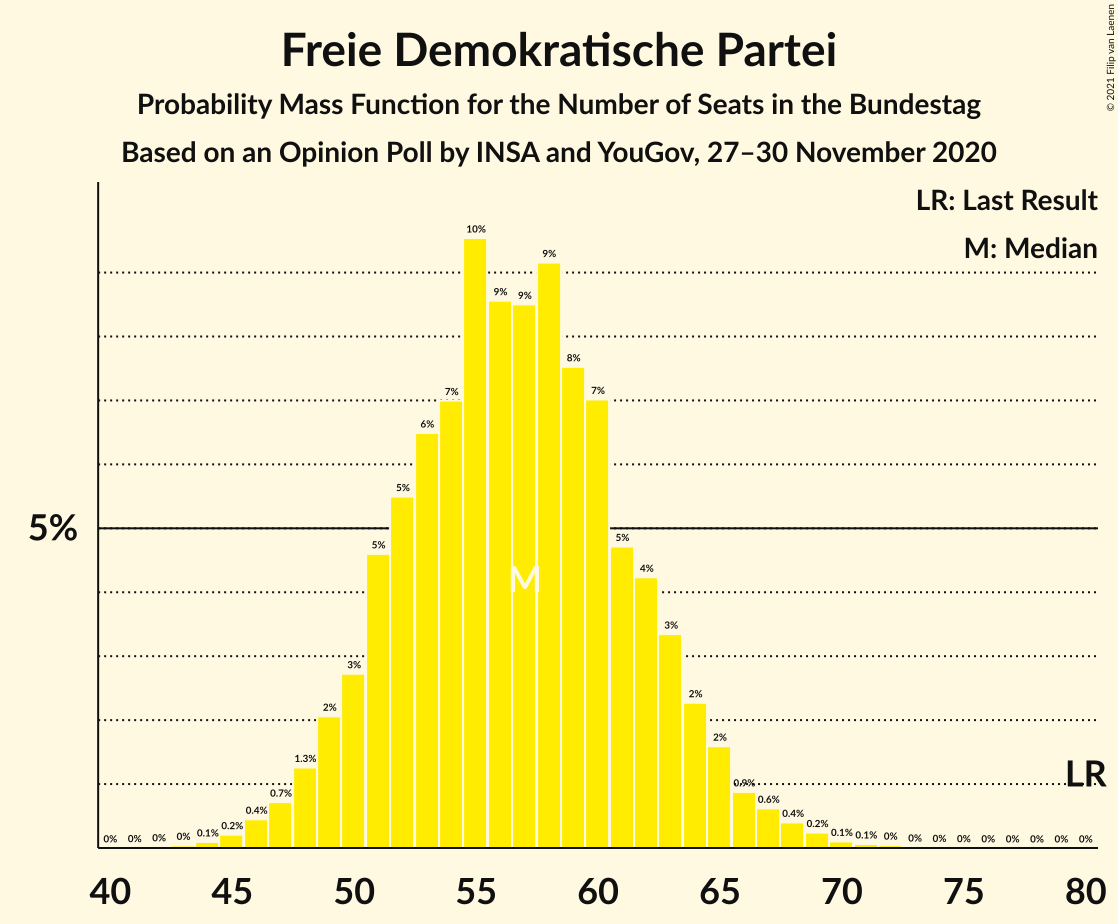 Freie Demokratische Partei
Probability Mass Function for the Number of Seats in the Bundestag
Based on an Opinion Poll by INSA and YouGov, 27–30 November 2020
© 2021 Filip van Laenen
LR: Last Result
M: Median
5%
0% 0% 0% 0% 0.1% 0.2% 0.4% 0.7% 1.3% 2% 3% 5% 5% 6% 7% 10% 9% 9% 9% 8% 7% 5% 4% 3% 2% 2% 0.9% 0.6% 0.4% 0.2% 0.1% 0.1% 0% 0% 0% 0% 0% 0% 0% 0% 0%
M
LR
40 45 50 55 60 65 70 75 80